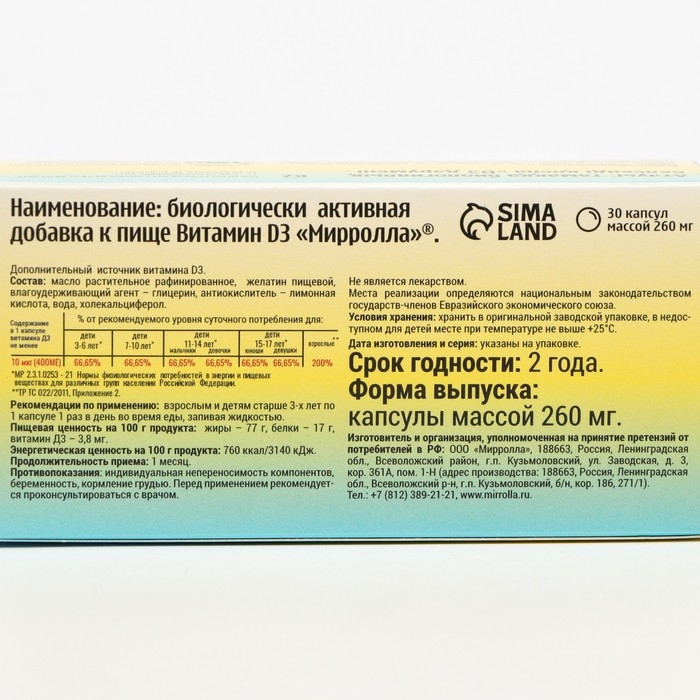 Наименование: биологически активная
добавка к пище Витамин D3 «Мирролла»®.
SIMA
LAND
30 капсул
массой 260 мг
Дополнительный источник витамина D3.
Состав: масло растительное рафинированное, желатин пищевой,
влагоудерживающий агент – глицерин, антиокислитель – лимонная
кислота, вода, холекальциферол.
Содержание
в 1 капсуле
витамина Д3
не менее
% от рекомендуемого уровня суточного потребления для:
дети
3-6 лет*
дети
7-10 лет*
дети
11-14 лет*
мальчики девочки
дети
15-17 лет*
юноши девушки
**
взрослые
10 мкг (400МЕ) 66,65% 66,65% 66,65% 66,65% 66,65% 66,65% 200%
*МР 2.3.1.0253 - 21 Нормы физиологических потребностей в энергии и пищевых
веществах для различных групп населения Российской Федерации.
**ТР ТС 022/2011, Приложение 2.
Рекомендации по применению: взрослым и детям старше 3-х лет по
1 капсуле 1 раз в день во время еды, запивая жидкостью.
Пищевая ценность на 100 г продукта: жиры – 77 г, белки – 17 г,
витамин Д3 – 3,8 мг.
Энергетическая ценность на 100 г продукта: 760 ккал/3140 кДж.
Продолжительность приема: 1 месяц.
Противопоказания: индивидуальная непереносимость компонентов,
беременность, кормление грудью. Перед применением рекомендует-
ся проконсультироваться с врачом.
Не является лекарством.
Места реализации определяются национальным законодательством
государств-членов Евразийского экономического союза.
Условия хранения: хранить в оригинальной заводской упаковке, в недос-
тупном для детей месте при температуре не выше +25°С.
Дата изготовления и серия: указаны на упаковке.
Срок годности: 2 года.
Форма выпуска:
капсулы массой 260 мг.
Изготовитель и организация, уполномоченная на принятие претензий от
потребителей в РФ: ООО «Мирролла», 188663, Россия, Ленинградская
обл., Всеволожский район, г.п. Кузьмоловский, ул. Заводская, д. 3,
кор. 361А, пом. 1-Н (адрес производства: 188663, Россия, Ленинградская
обл., Всеволожский р-н, г.п. Кузьмоловский, б/н, кор. 186, 271/1).
Тел.: +7 (812) 389-21-21, www.mirrolla.ru